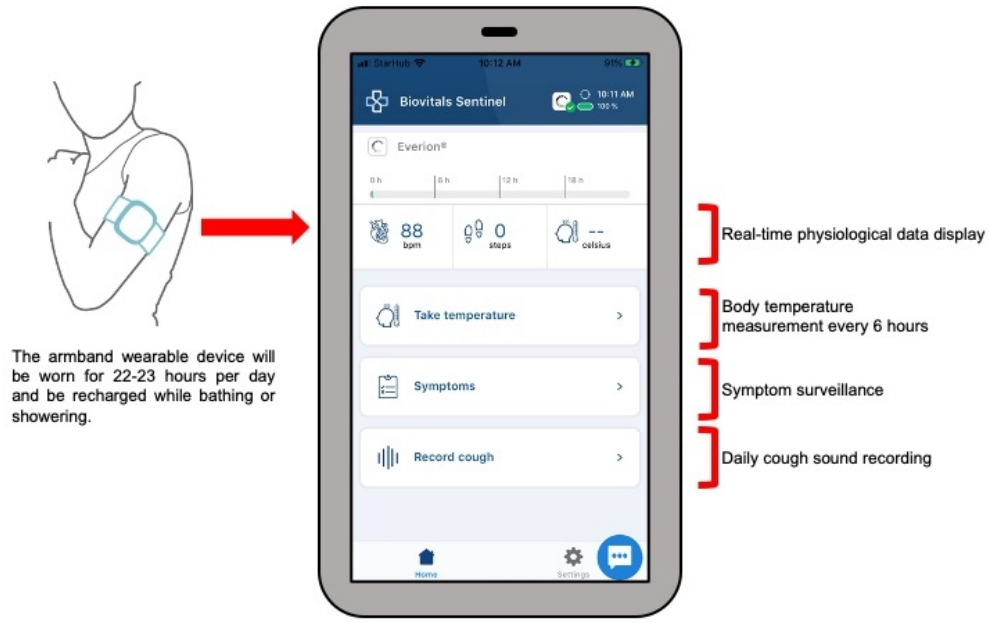 StarHub
10:12 AM
91%
Biovitals Sentinel
10:11 AM
100 %
Everion®
0 h
6 h
12 h
18 h
88
bpm
0
steps
--
celsius
Take temperature
Symptoms
Record cough
Home
Settings
The armband wearable device will
be worn for 22-23 hours per day
and be recharged while bathing or
showering.
Real-time physiological data display
Body temperature
measurement every 6 hours
Symptom surveillance
Daily cough sound recording